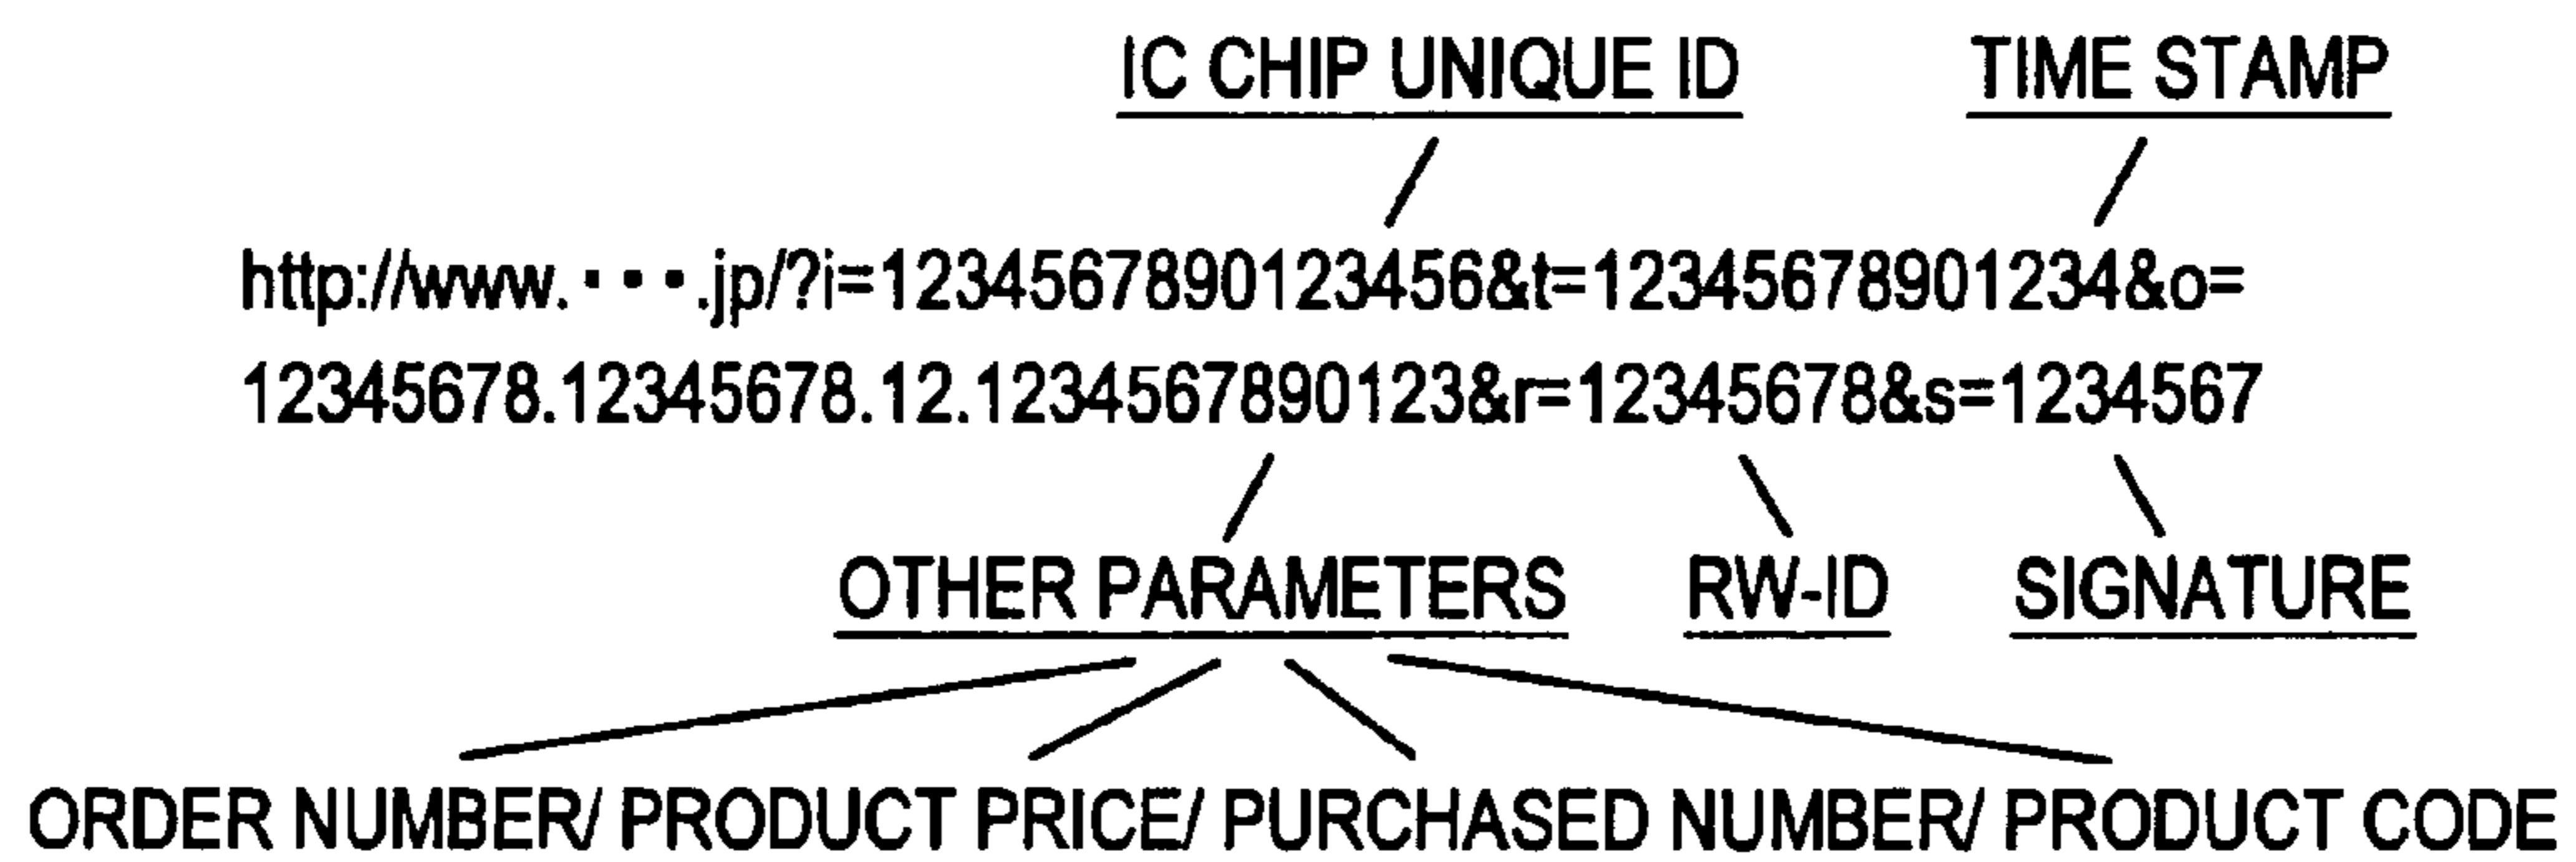 IC CHIP UNIQUE ID TIME STAMP
http://www.・・・.jp/?i=1234567890123456&t=12345678901234&o=
12345678.12345678.12.1234567890123&r=12345678&s=1234567
OTHER PARAMETERS RW-ID SIGNATURE
ORDER NUMBER/ PRODUCT PRICE/ PURCHASED NUMBER/ PRODUCT CODE